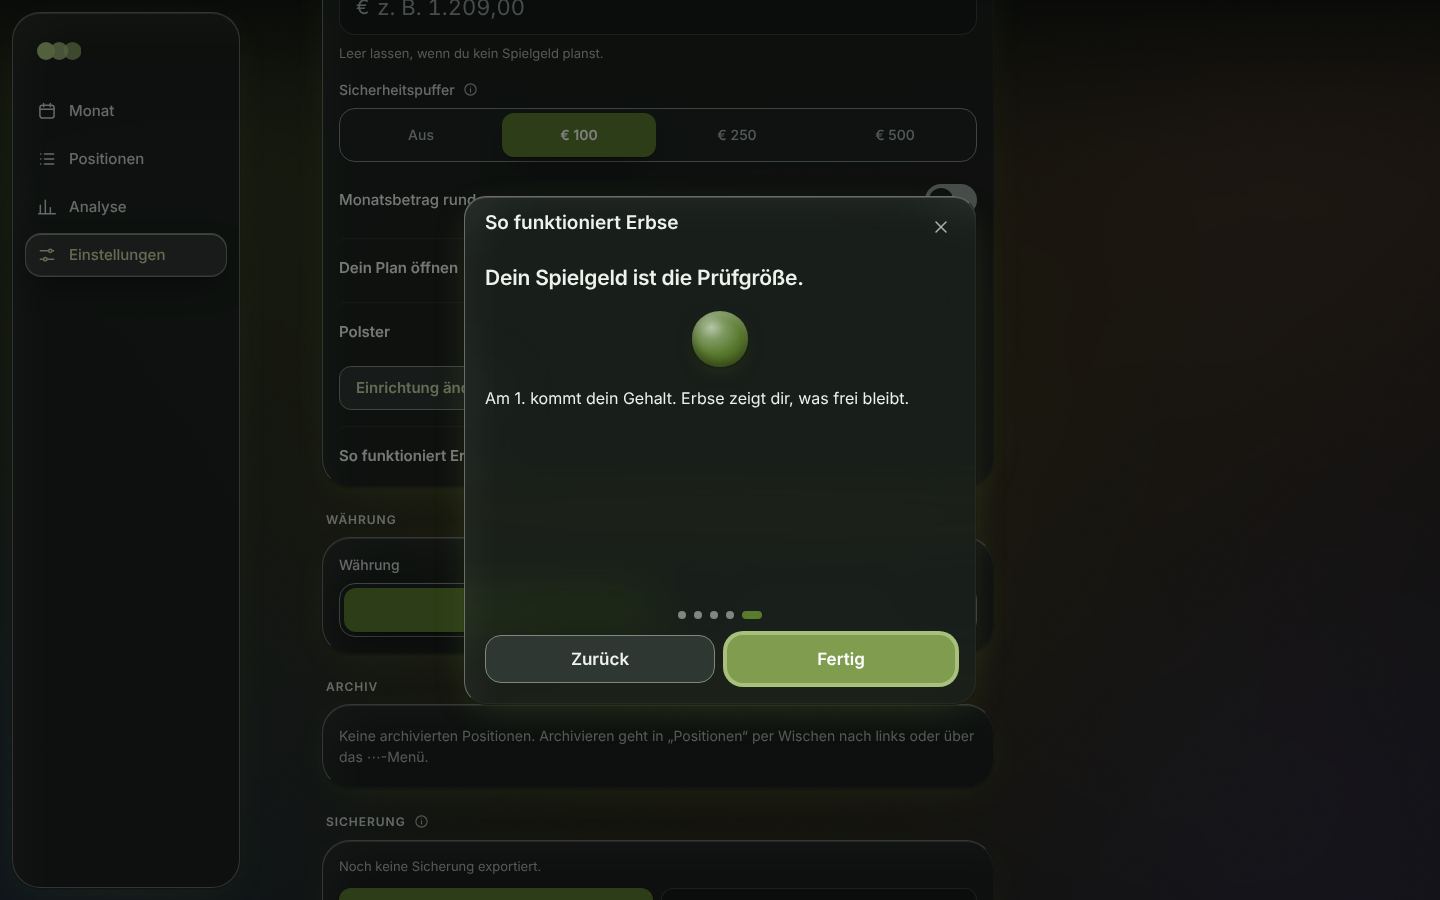 Monat
Positionen
Analyse
Einstellungen
€ z. B. 1.209,00
Leer lassen, wenn du kein Spielgeld planst.
Sicherheitspuffer
Aus
€ 100
€ 250
€ 500
Monatsbetrag rund
Dein Plan öffnen
Polster
Einrichtung änd
So funktioniert Er
So funktioniert Erbse
Dein Spielgeld ist die Prüfgröße.
Am 1. kommt dein Gehalt. Erbse zeigt dir, was frei bleibt.
Zurück
Fertig
WÄHRUNG
Währung
ARCHIV
Keine archivierten Positionen. Archivieren geht in „Positionen“ per Wischen nach links oder über
das ···-Menü.
SICHERUNG
Noch keine Sicherung exportiert.